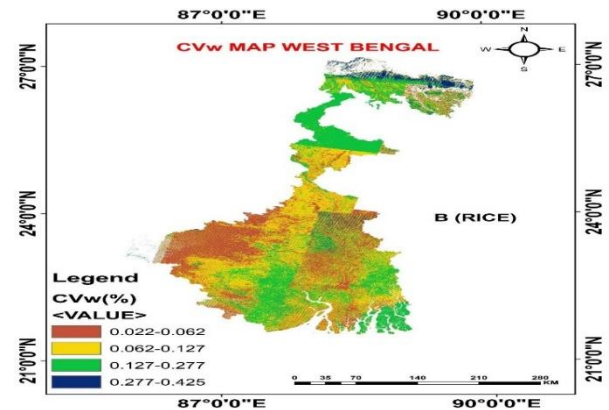 87°0'0"E 90°0'0"E
CVw MAP WEST BENGAL
N
W E
S
27°0'0"N 27°0'0"N
24°0'0"N 24°0'0"N
B (RICE)
Legend
CVw(%)
<VALUE>
0.022-0.062
0.062-0.127
0.127-0.277
0.277-0.425
21°0'0"N 21°0'0"N
0 35 70 140 210 280
KM
87°0'0"E 90°0'0"E